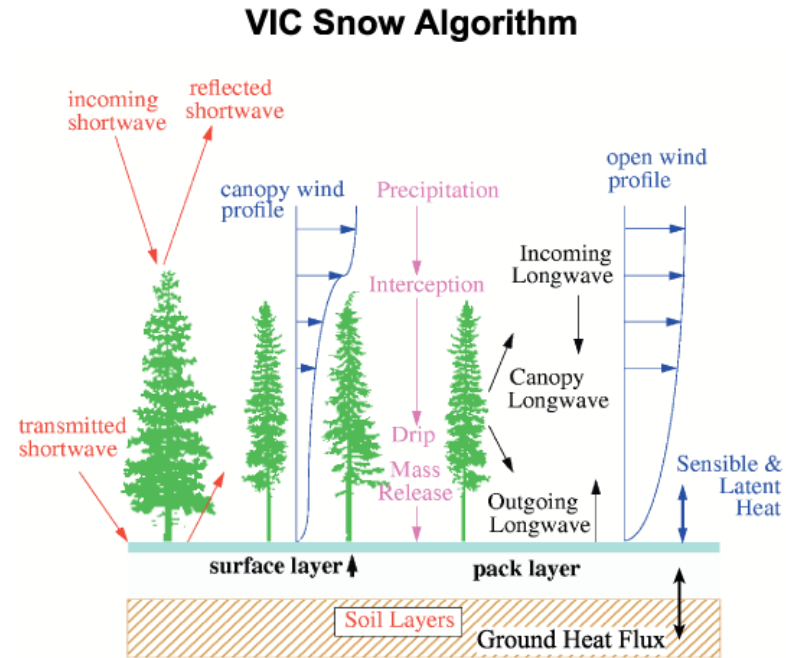 VIC Snow Algorithm
incoming
shortwave
reflected
shortwave
canopy wind
profile
Precipitation
open wind
profile
Interception
Incoming
Longwave
Canopy
Longwave
transmitted
shortwave
Drip
Mass
Release
Outgoing
Longwave
Sensible &
Latent
Heat
surface layer
pack layer
Soil Layers
Ground Heat Flux